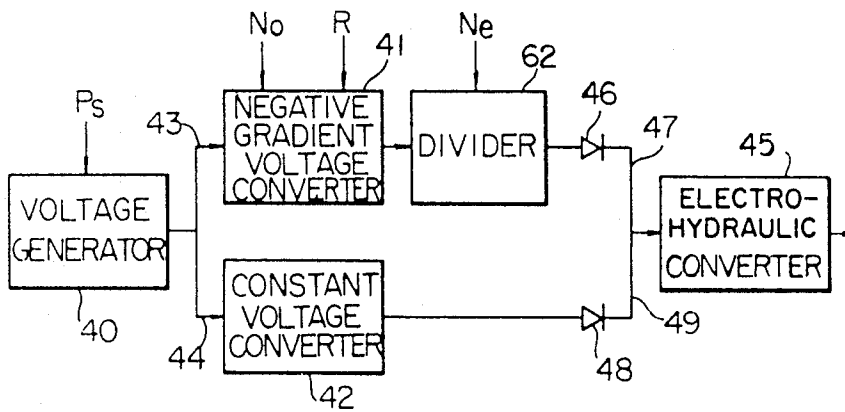 No
R
41
Ne
62
Ps
43
NEGATIVE
GRADIENT
VOLTAGE
CONVERTER
DIVIDER
46
47
45
VOLTAGE
GENERATOR
ELECTRO-
HYDRAULIC
CONVERTER
40
44
CONSTANT
VOLTAGE
CONVERTER
42
48
49